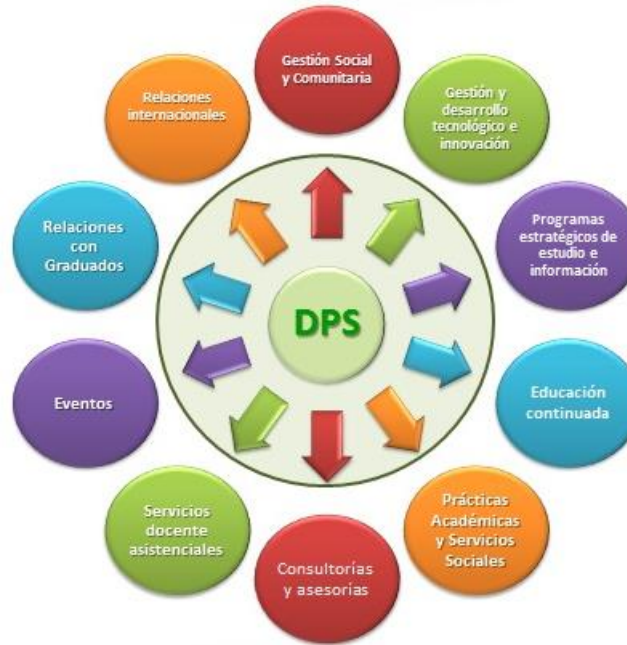 Gestión Social
y Comunitaria
Gestión y
desarrollo
tecnológico e
innovación
Programas
estratégicos de
estudio e
información
Educación
continuada
Prácticas
Académicas
y Servicios
Sociales
Consultorías
y asesorías
Servicios
docente
asistenciales
Eventos
Relaciones
con
Graduados
Relaciones
internacionales
DPS